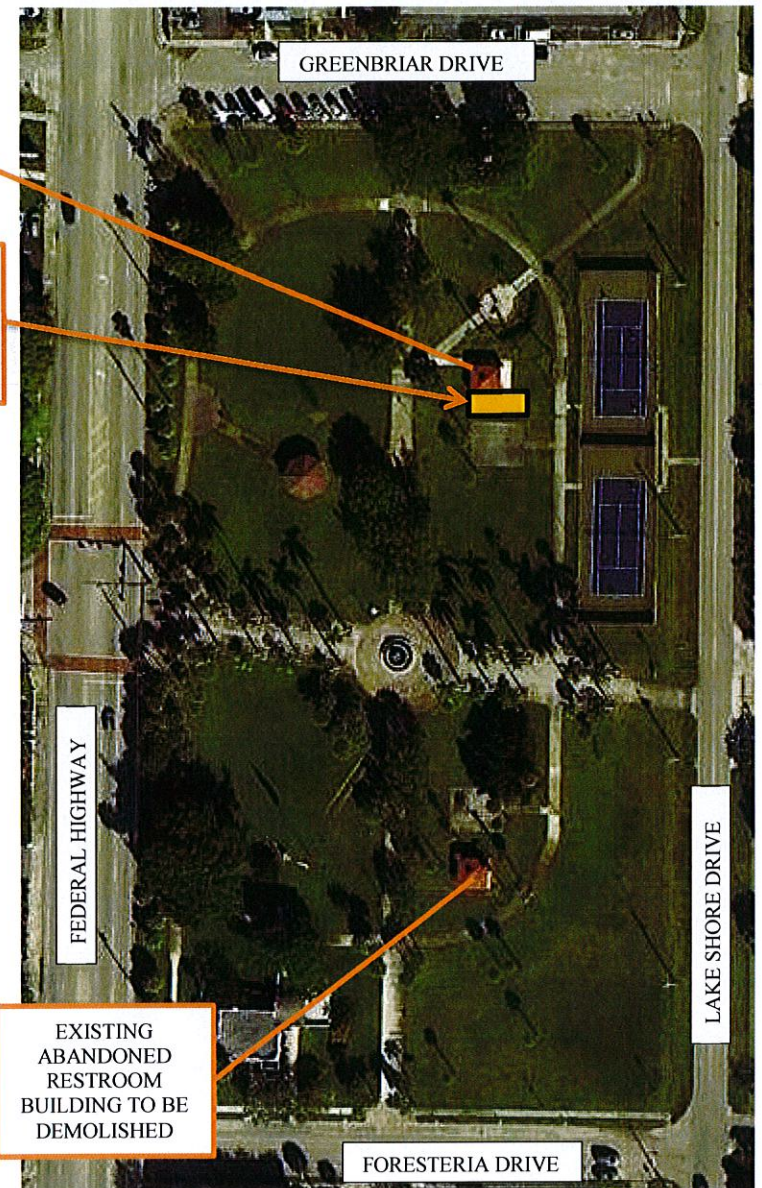 GREENBRIAR DRIVE
FEDERAL HIGHWAY
LAKE SHORE DRIVE
EXISTING
ABANDONED
RESTROOM
BUILDING TO BE
DEMOLISHED
FORESTERIA DRIVE